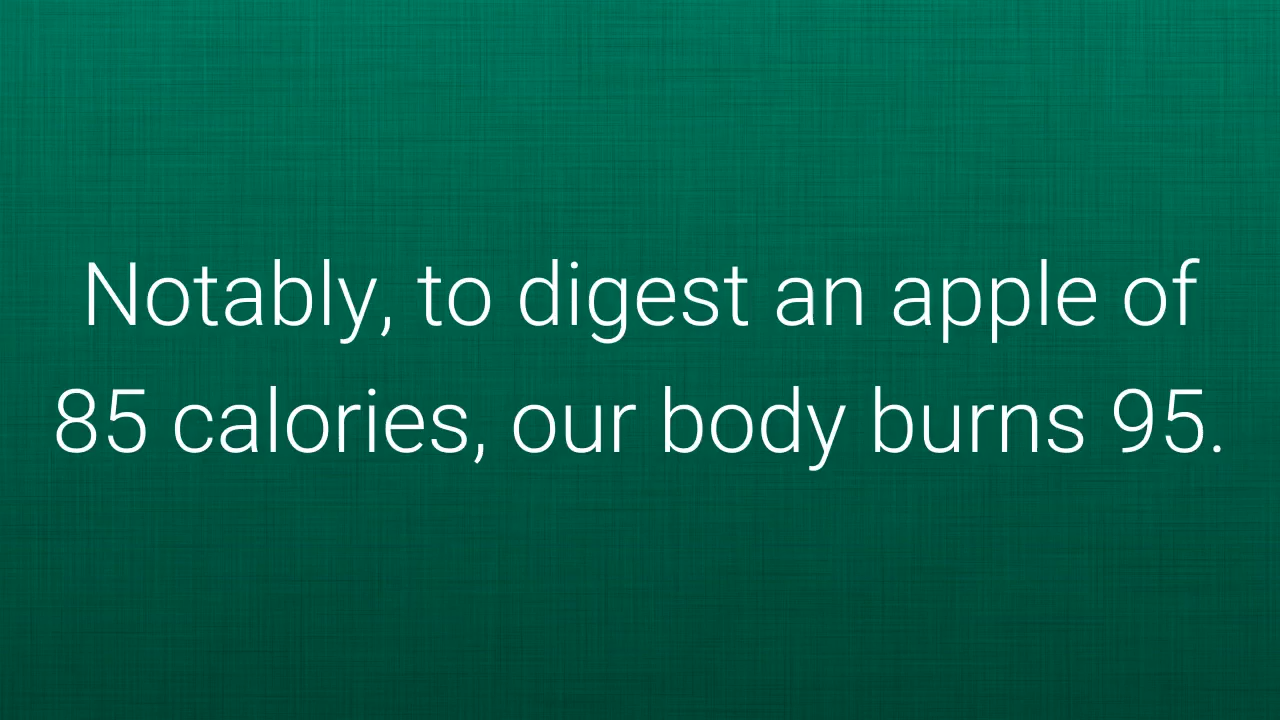 Notably, to digest an apple of
85 calories, our body burns 95.